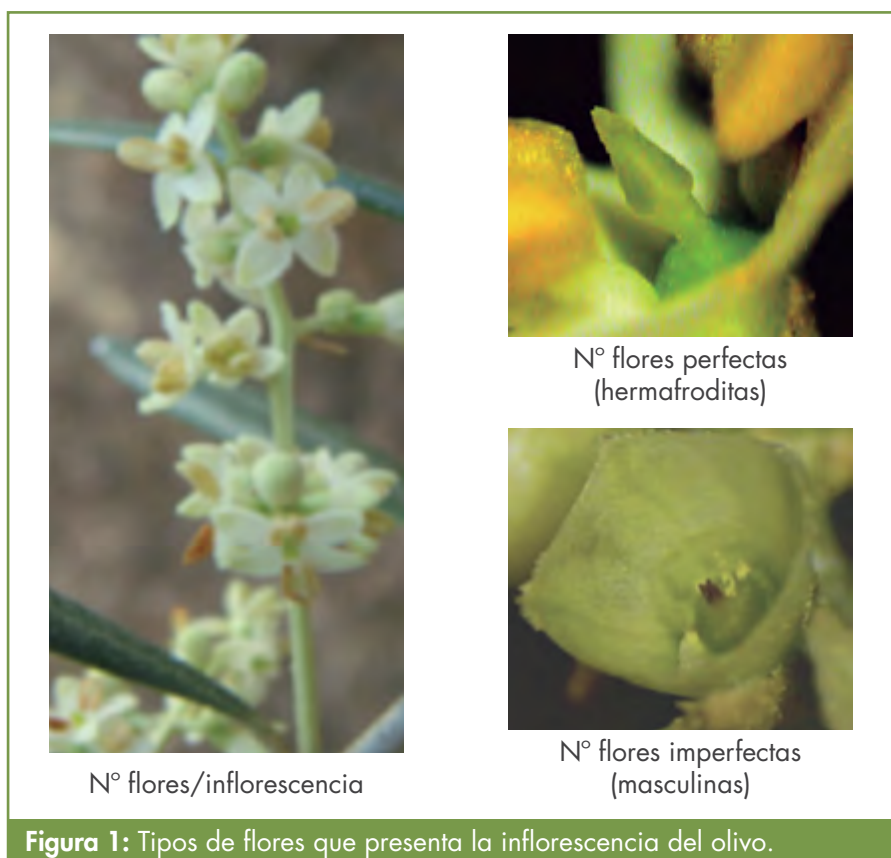 Nº flores/inflorescencia
Nº flores perfectas
(hermafroditas)
Nº flores imperfectas
(masculinas)
Figura 1: Tipos de flores que presenta la inflorescencia del olivo.